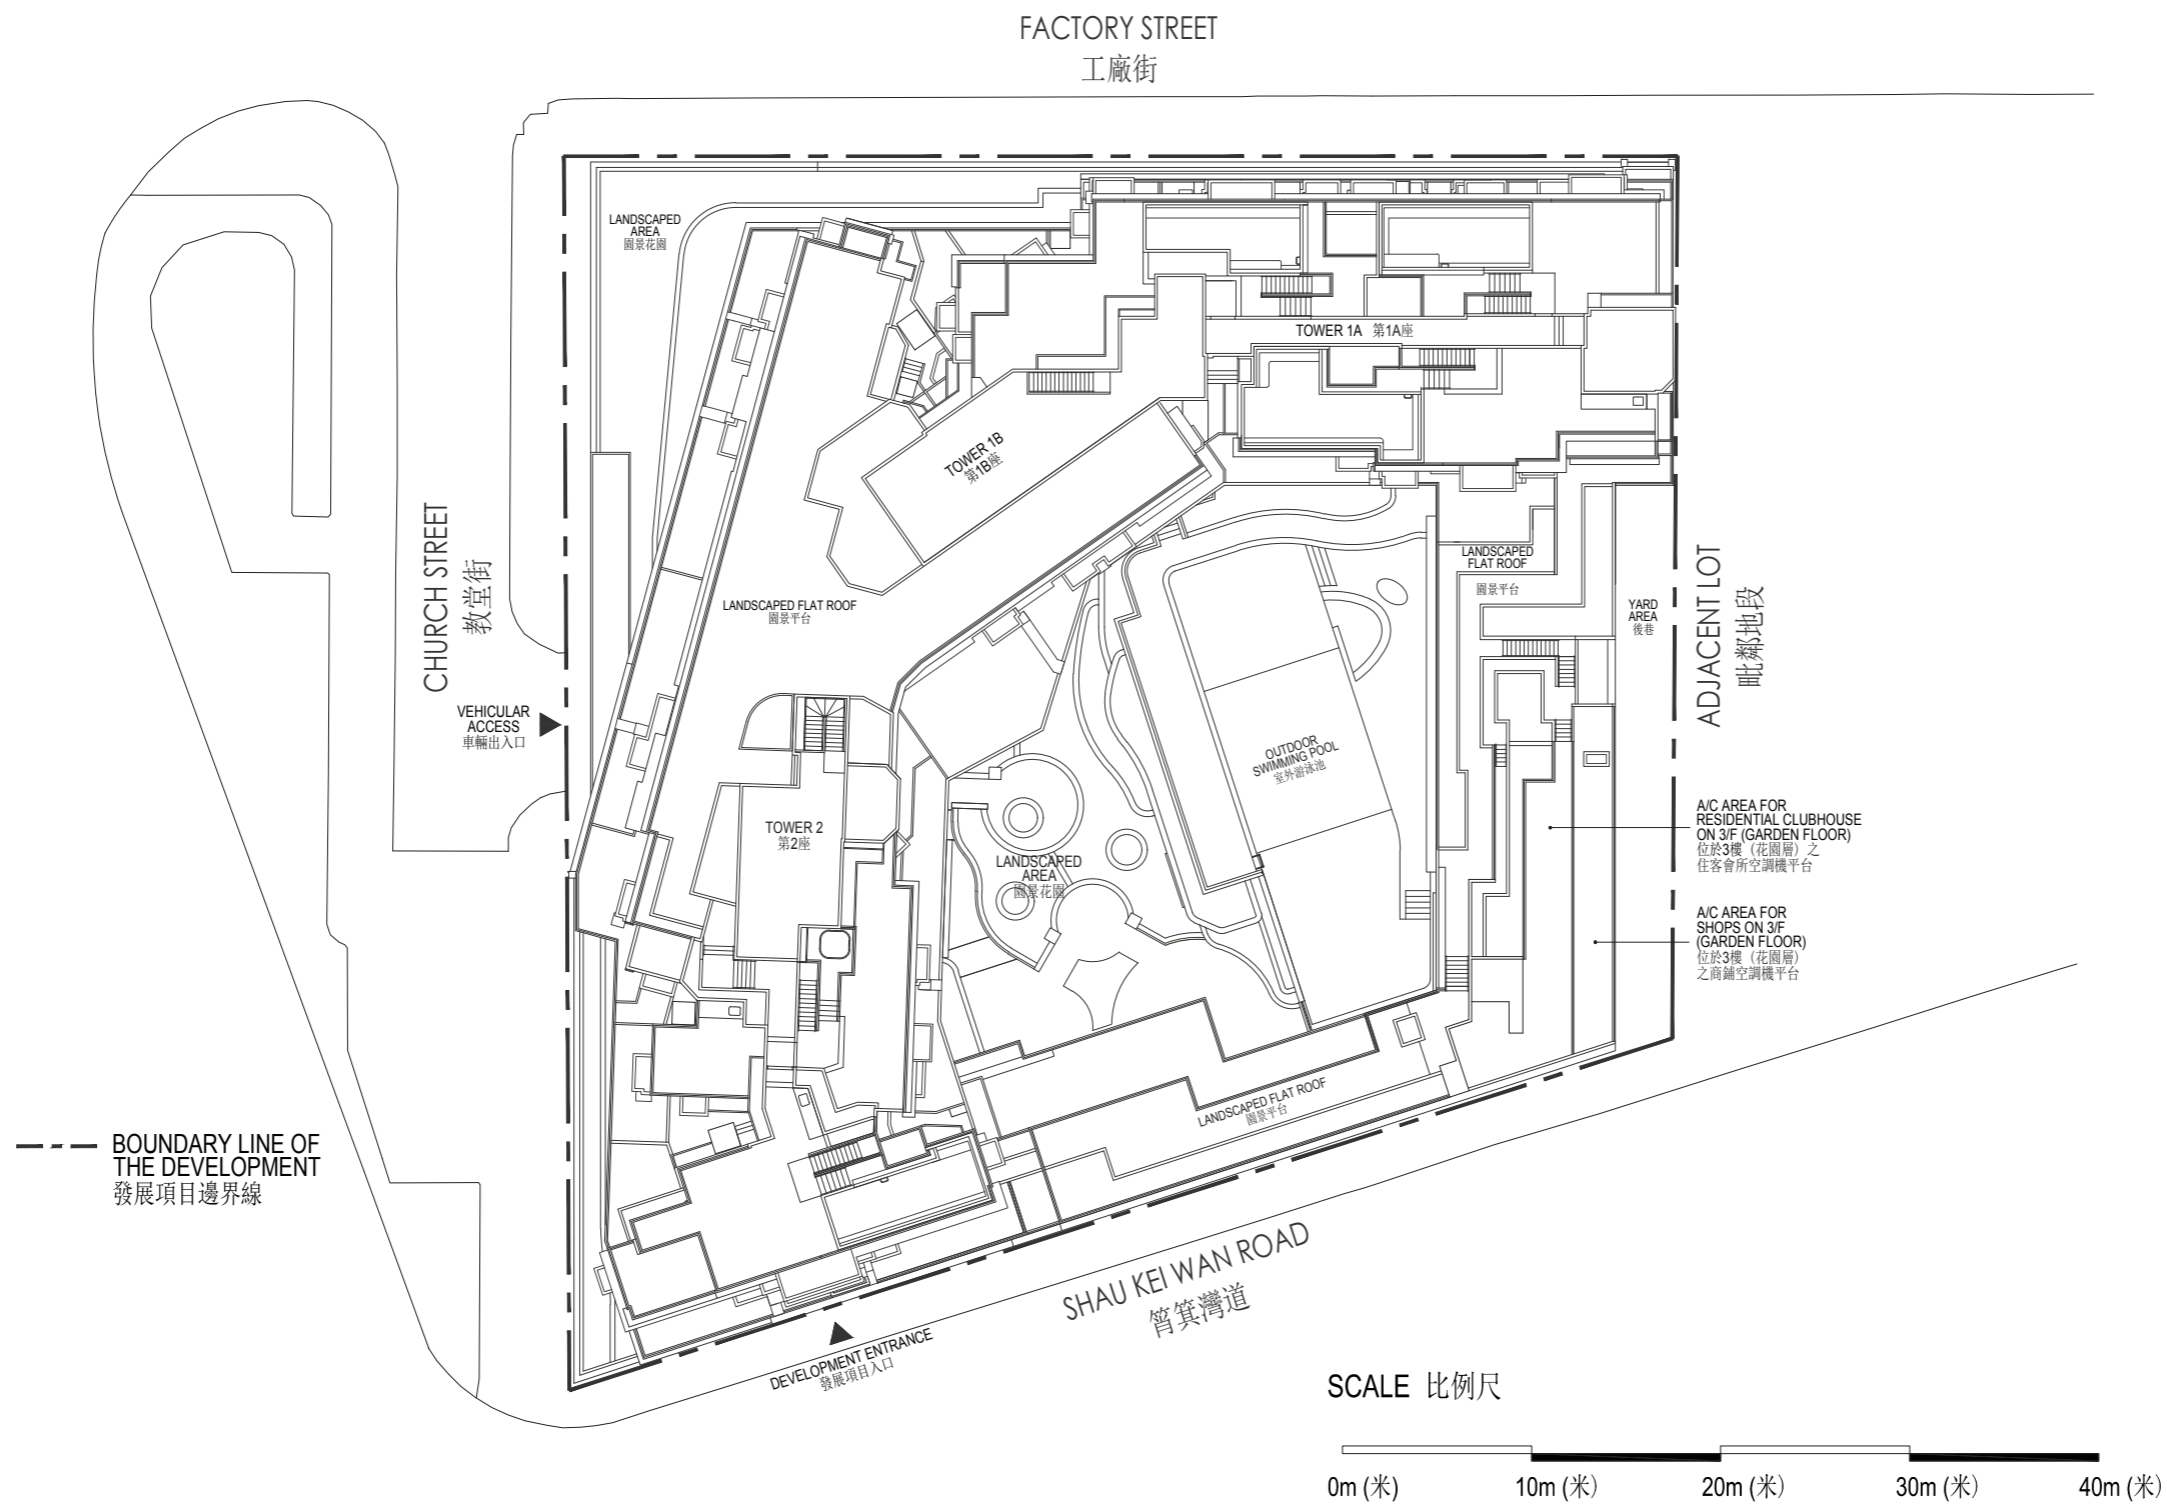 FACTORY STREET
工廠街
LANDSCAPED
AREA
園景花園
TOWER 1A 第1A座
TOWER 1B
第1B座
CHURCH STREET
教堂街
LANDSCAPED
FLAT ROOF
園景平台
LANDSCAPED FLAT ROOF
園景平台
YARD
AREA
後巷
ADJACENT LOT
毗鄰地段
VEHICULAR
ACCESS
車輛出入口
OUTDOOR
SWIMMING POOL
室外游泳池
TOWER 2
第2座
LANDSCAPED
AREA
園景花園
A/C AREA FOR
RESIDENTIAL CLUBHOUSE
ON 3/F (GARDEN FLOOR)
位於3樓（花園層）之
住客會所空調機平台
A/C AREA FOR
SHOPS ON 3/F
(GARDEN FLOOR)
位於3樓（花園層）
之商鋪空調機平台
LANDSCAPED FLAT ROOF
園景平台
BOUNDARY LINE OF
THE DEVELOPMENT
發展項目邊界線
SHAU KEI WAN ROAD
筲箕灣道
DEVELOPMENT ENTRANCE
發展項目入口
SCALE 比例尺
0m (米) 10m (米) 20m (米) 30m (米) 40m (米)